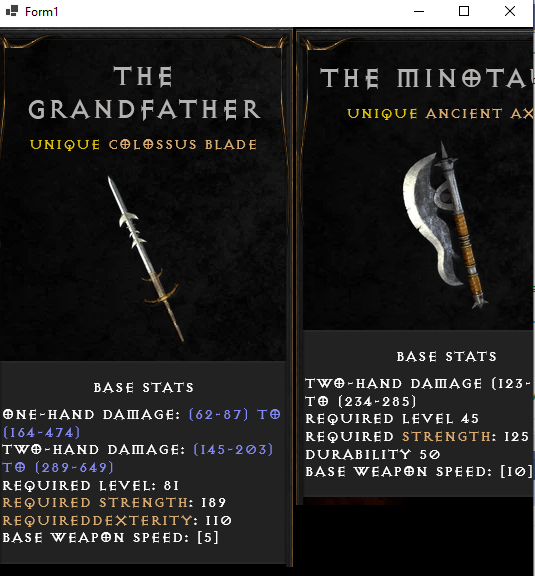 Form1
THE
GRANDFATHER
UNIQUE COLOSSUS BLADE
BASE STATS
ONE-HAND DAMAGE: (62-87) TO
(164-474)
TWO-HAND DAMAGE: (145-203)
TO (289-649)
REQUIRED LEVEL: 81
REQUIRED STRENGTH: 189
REQUIREDDEXTERITY: 110
BASE WEAPON SPEED: [5]
THE MINOTAU
UNIQUE ANCIENT AX
BASE STATS
TWO-HAND DAMAGE (123-
TO (234-285)
REQUIRED LEVEL 45
REQUIRED STRENGTH: 125
DURABILITY 50
BASE WEAPON SPEED: [10]